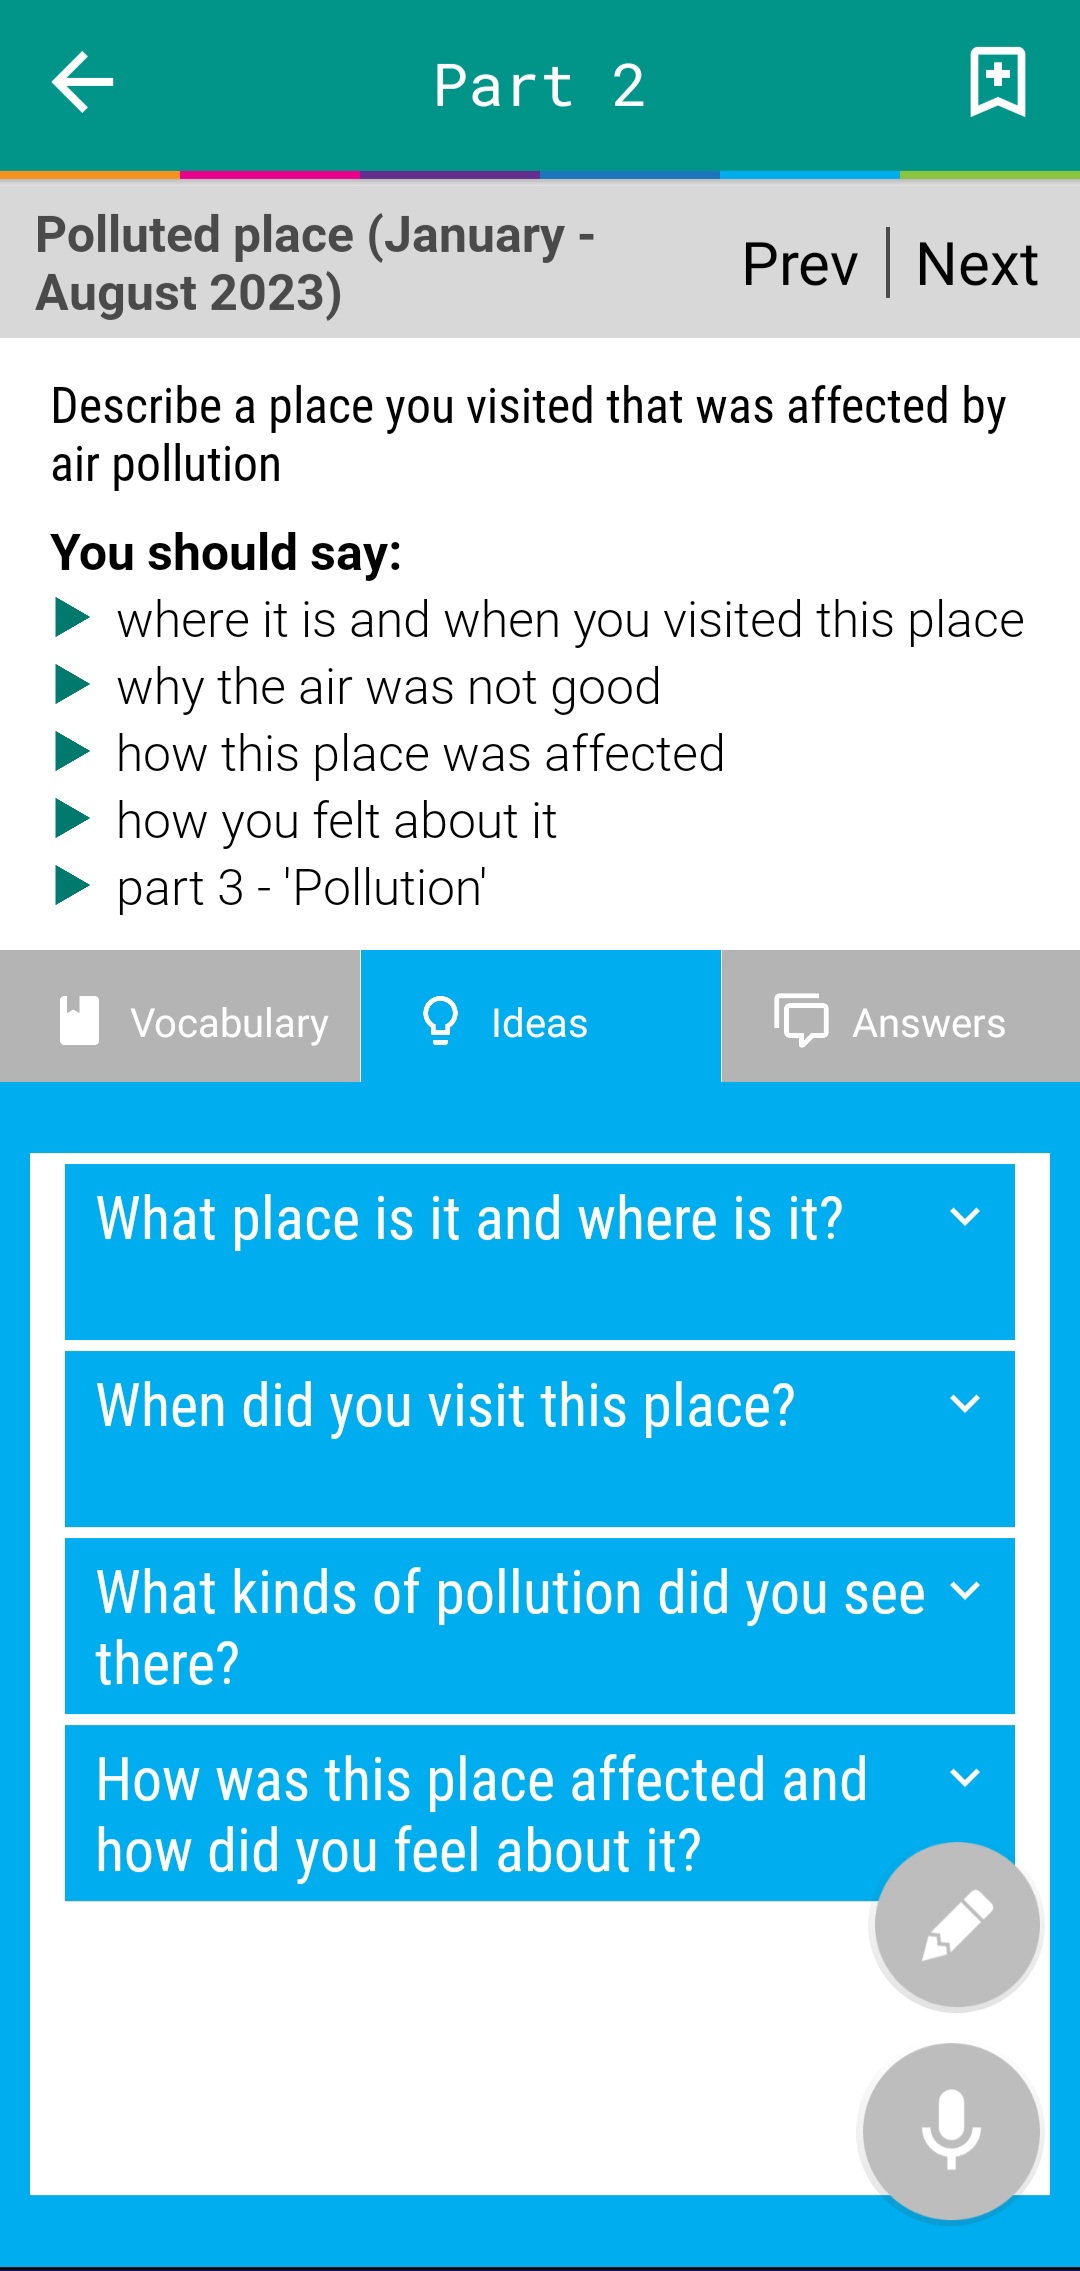 Part 2
Polluted place (January -
August 2023)
Prev | Next
Describe a place you visited that was affected by
air pollution
You should say:
where it is and when you visited this place
why the air was not good
how this place was affected
how you felt about it
part 3 - 'Pollution'
Vocabulary
Ideas
Answers
What place is it and where is it?
When did you visit this place?
What kinds of pollution did you see
there?
How was this place affected and
how did you feel about it?